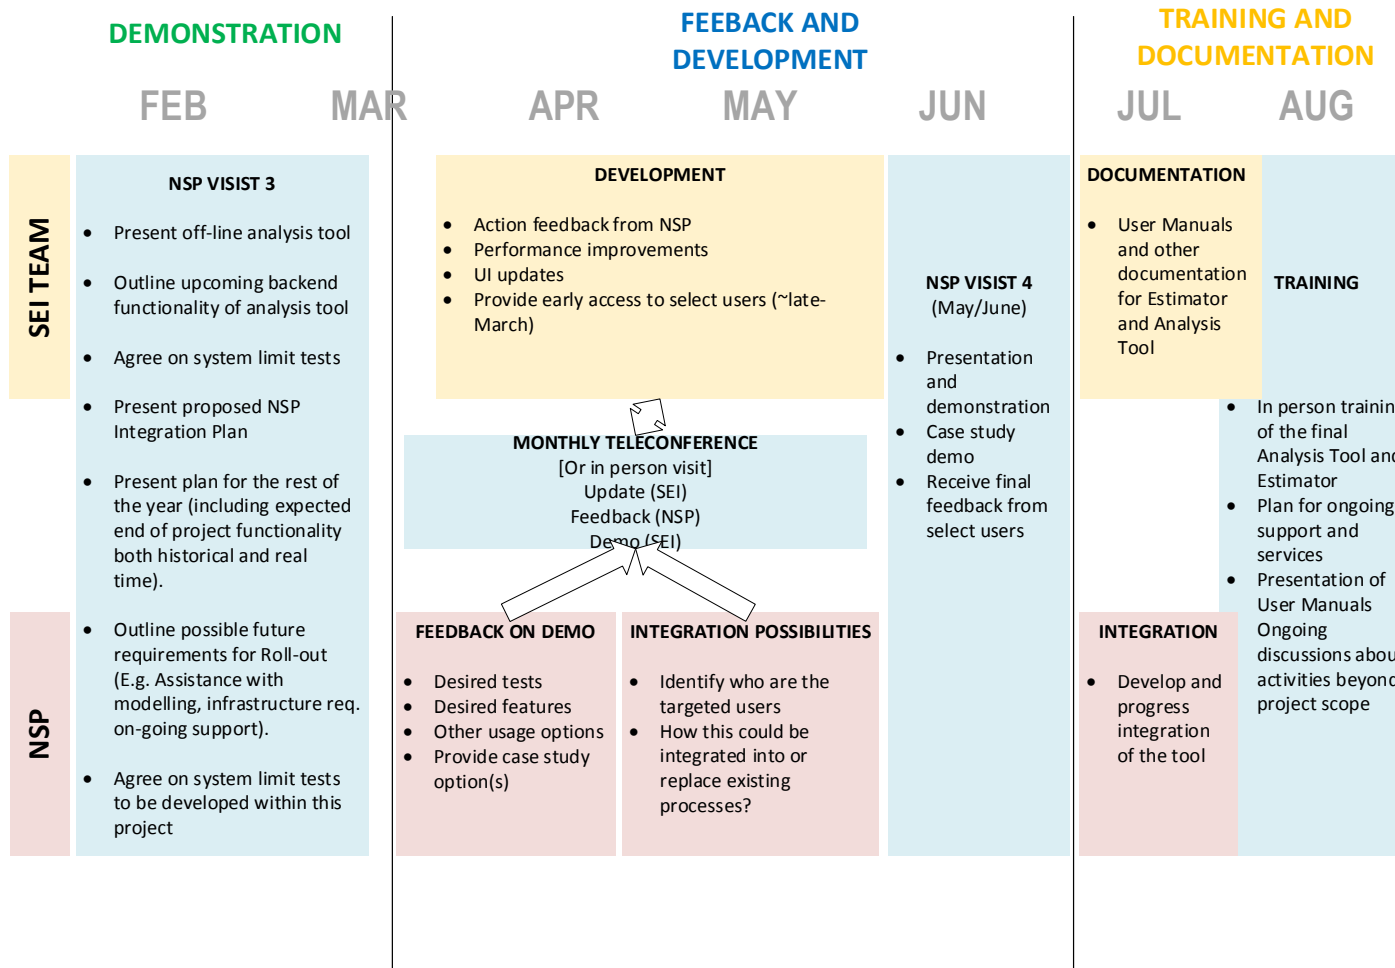 DEMONSTRATION
FEEBACK AND
DEVELOPMENT
TRAINING AND
DOCUMENTATION
FEB
MAR
APR
MAY
JUN
JUL
AUG
SEI TEAM
NSP VISIST 3
• Present off-line analysis tool
• Outline upcoming backend
functionality of analysis tool
• Agree on system limit tests
• Present proposed NSP
Integration Plan
• Present plan for the rest of
the year (including expected
end of project functionality
both historical and real
time).
• Outline possible future
requirements for Roll-out
(E.g. Assistance with
modelling, infrastructure req.
on-going support).
• Agree on system limit tests
to be developed within this
project
DEVELOPMENT
• Action feedback from NSP
• Performance improvements
• UI updates
• Provide early access to select users (~late-
March)
MONTHLY TELECONFERENCE
[Or in person visit]
Update (SEI)
Feedback (NSP)
Demo (SEI)
NSP
FEEDBACK ON DEMO
• Desired tests
• Desired features
• Other usage options
• Provide case study
option(s)
INTEGRATION POSSIBILITIES
• Identify who are the
targeted users
• How this could be
integrated into or
replace existing
processes?
NSP VISIST 4
(May/June)
• Presentation
and
demonstration
• Case study
demo
• Receive final
feedback from
select users
DOCUMENTATION
• User Manuals
and other
documentation
for Estimator
and Analysis
Tool
INTEGRATION
• Develop and
progress
integration
of the tool
TRAINING
• In person trainin
of the final
Analysis Tool and
Estimator
• Plan for ongoing
support and
services
• Presentation of
User Manuals
Ongoing
discussions abou
activities beyond
project scope